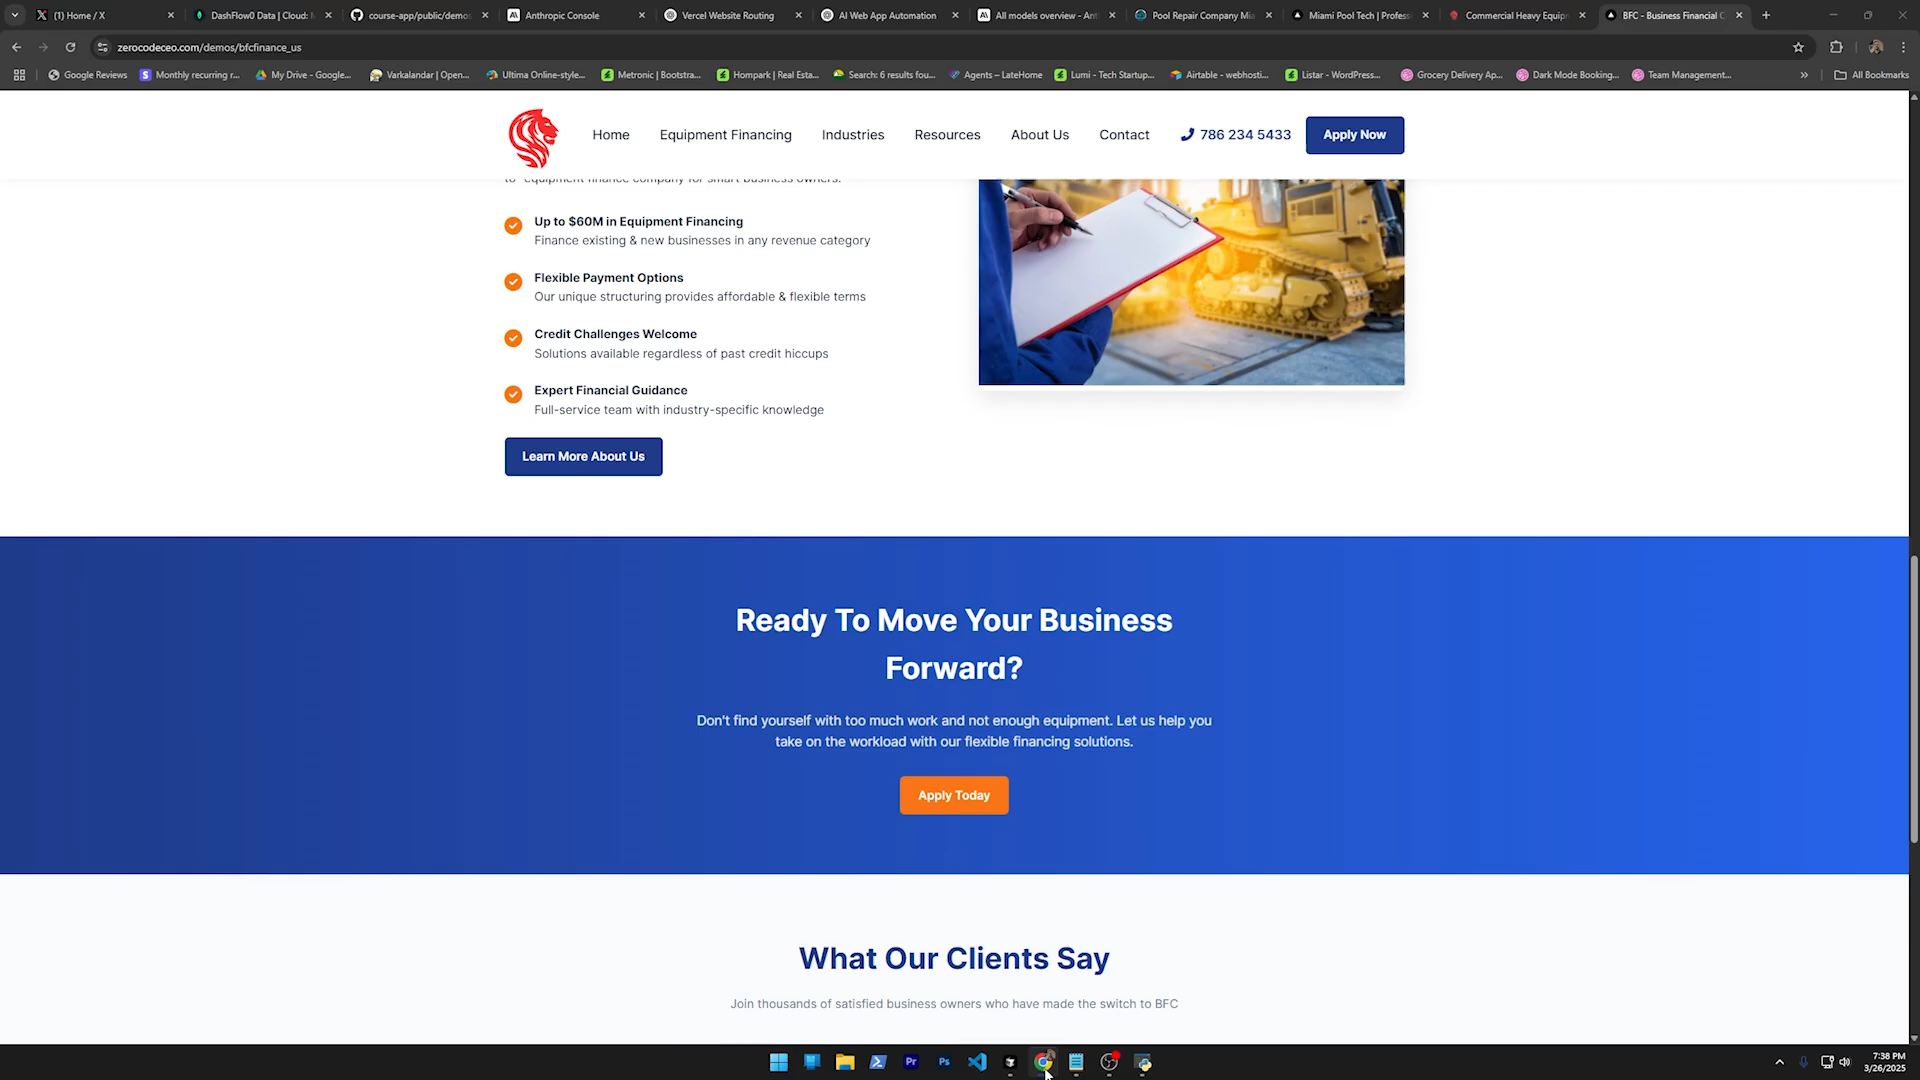 (1) Home / X
DashFlow0 Data | Cloud:
course-app/public/demo
Anthropic Console
Vercel Website Routing
AI Web App Automation
All models overview - Ant
Pool Repair Company Mia
Miami Pool Tech | Profess
Commercial Heavy Equip
BFC - Business Financial C
zerocodeceo.com/demos/bfcfinance_us
Google Reviews
Monthly recurring r...
My Drive - Google...
Varkalandar | Open...
Ultima Online-style...
Metronic | Bootstra...
Hompark | Real Esta...
Search: 6 results fou...
Agents – LateHome
Lumi - Tech Startup...
Airtable - webhosti...
Listar - WordPress...
Grocery Delivery Ap...
Dark Mode Booking...
Team Management...
All Bookmarks
Home
Equipment Financing
Industries
Resources
About Us
Contact
786 234 5433
Apply Now
to "equipment finance company for smart business owners.
Up to $60M in Equipment Financing
Finance existing & new businesses in any revenue category
Flexible Payment Options
Our unique structuring provides affordable & flexible terms
Credit Challenges Welcome
Solutions available regardless of past credit hiccups
Expert Financial Guidance
Full-service team with industry-specific knowledge
Learn More About Us
Ready To Move Your Business
Forward?
Don't find yourself with too much work and not enough equipment. Let us help you
take on the workload with our flexible financing solutions.
Apply Today
What Our Clients Say
Join thousands of satisfied business owners who have made the switch to BFC
Pr
Ps
7:38 PM
3/26/2025